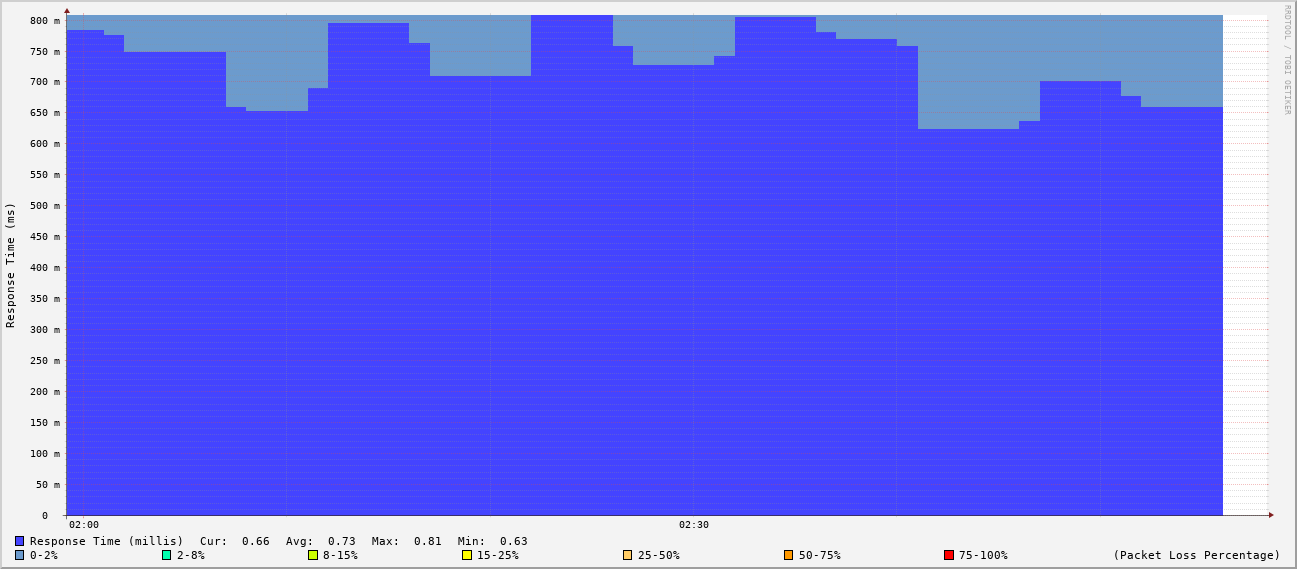 RRDTOOL / TOBI OETIKER
Response Time (ms)
800 m
750 m
700 m
650 m
600 m
550 m
500 m
450 m
400 m
350 m
300 m
250 m
200 m
150 m
100 m
50 m
0
02:00 02:30
Response Time (millis) Cur: 0.66 Avg: 0.73 Max: 0.81 Min: 0.63
0-2% 2-8% 8-15% 15-25% 25-50% 50-75% 75-100% (Packet Loss Percentage)